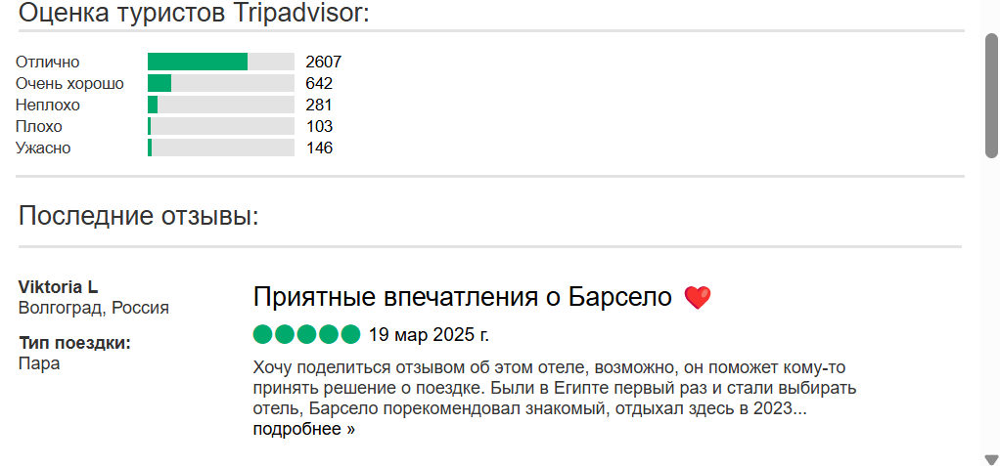 Оценка туристов Tripadvisor:
Отлично 2607
Очень хорошо 642
Неплохо 281
Плохо 103
Ужасно 146
Последние отзывы:
Viktoria L
Волгоград, Россия
Тип поездки:
Пара
Приятные впечатления о Барсело ❤️
19 мар 2025 г.
Хочу поделиться отзывом об этом отеле, возможно, он поможет кому-то
принять решение о поездке. Были в Египте первый раз и стали выбирать
отель, Барсело порекомендовал знакомый, отдыхал здесь в 2023...
подробнее »